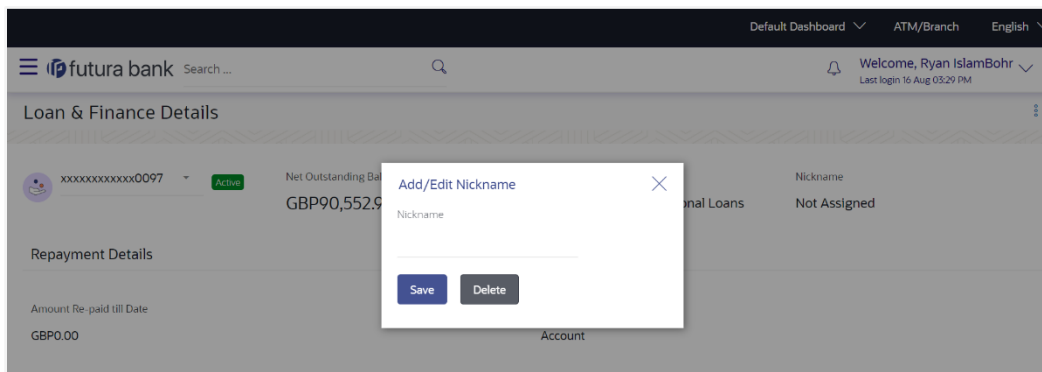 Default Dashboard ATM/Branch English
futura bank Search ... Welcome, Ryan IslamBohr
Last login 16 Aug 03:29 PM
Loan & Finance Details
xxxxxxxxxxxx0097 Active
Net Outstanding
GBP90,552.9
onal Loans
Nickname
Not Assigned
Add/Edit Nickname
Nickname
Save Delete
Repayment Details
Amount Re-paid till Date
GBP0.00
Account